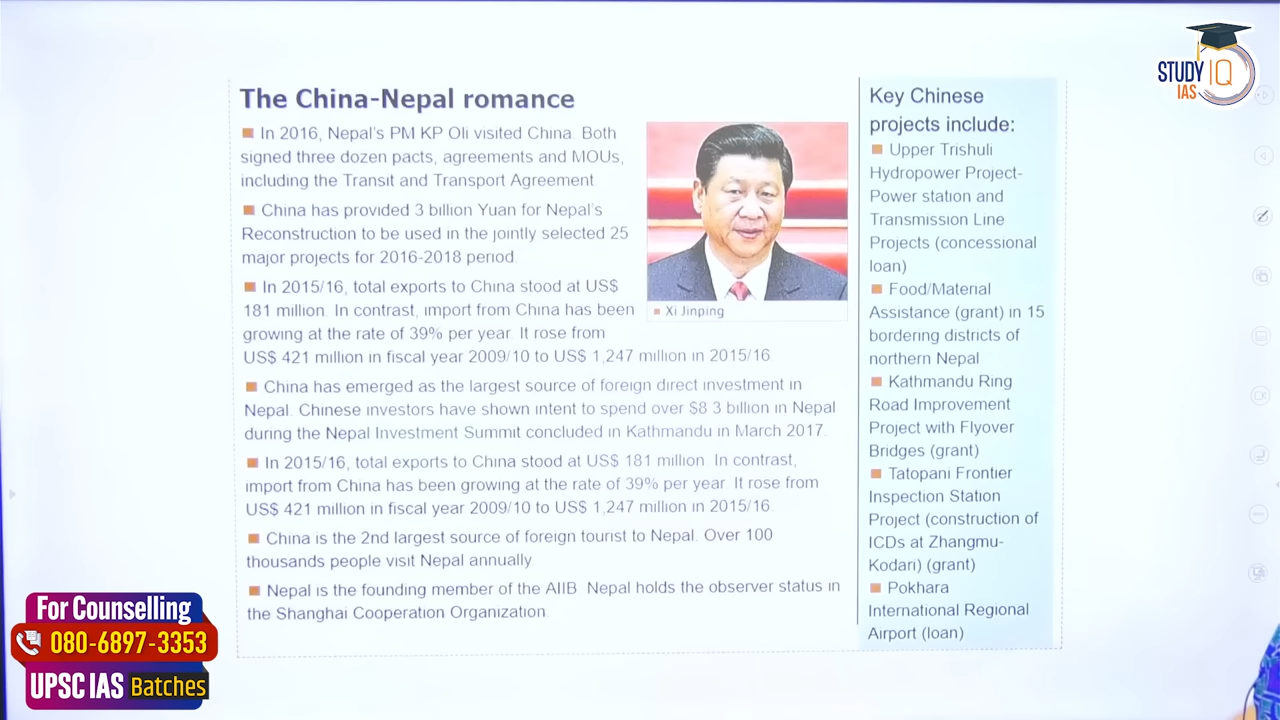 The China-Nepal romance
■ In 2016, Nepal's PM KP Oli visited China. Both
signed three dozen pacts, agreements and MOUs,
including the Transit and Transport Agreement
■ China has provided 3 billion Yuan for Nepal's
Reconstruction to be used in the jointly selected 25
major projects for 2016-2018 period.
■ In 2015/16, total exports to China stood at US$
181 million. In contrast, import from China has been
growing at the rate of 39% per year. It rose from
US$ 421 million in fiscal year 2009/10 to US$ 1,247 million in 2015/16.
■ China has emerged as the largest source of foreign direct investment in
Nepal. Chinese investors have shown intent to spend over $8.3 billion in Nepal
during the Nepal Investment Summit concluded in Kathmandu in March 2017.
■ In 2015/16, total exports to China stood at US$ 181 million. In contrast,
import from China has been growing at the rate of 39% per year. It rose from
US$ 421 million in fiscal year 2009/10 to US$ 1,247 million in 2015/16.
■ China is the 2nd largest source of foreign tourist to Nepal. Over 100
thousands people visit Nepal annually
■ Nepal is the founding member of the AIIB. Nepal holds the observer status in
the Shanghai Cooperation Organization.
■ Xi Jinping
Key Chinese
projects include:
■ Upper Trishuli
Hydropower Project-
Power station and
Transmission Line
Projects (concessional
loan)
■ Food/Material
Assistance (grant) in 15
bordering districts of
northern Nepal
■ Kathmandu Ring
Road Improvement
Project with Flyover
Bridges (grant)
■ Tatopani Frontier
Inspection Station
Project (construction of
ICDs at Zhangmu-
Kodari) (grant)
■ Pokhara
International Regional
Airport (loan)
STUDY IQ
IAS
For Counselling
080-6897-3353
UPSC IAS Batches